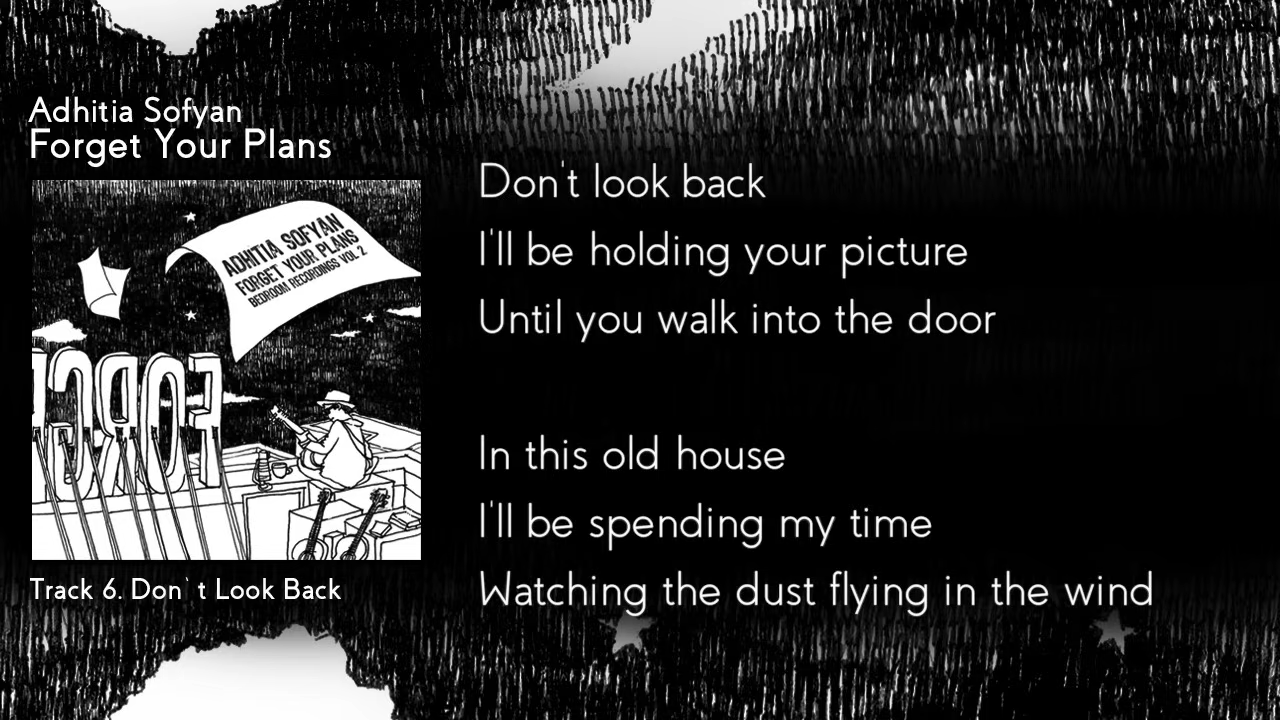 Adhitia Sofyan
Forget Your Plans
ADHITIA SOFYAN
FORGET YOUR PLANS
BEDROOM RECORDINGS VOL 2
Track 6. Don` t Look Back
Don't look back
I'll be holding your picture
Until you walk into the door
In this old house
I'll be spending my time
Watching the dust flying in the wind